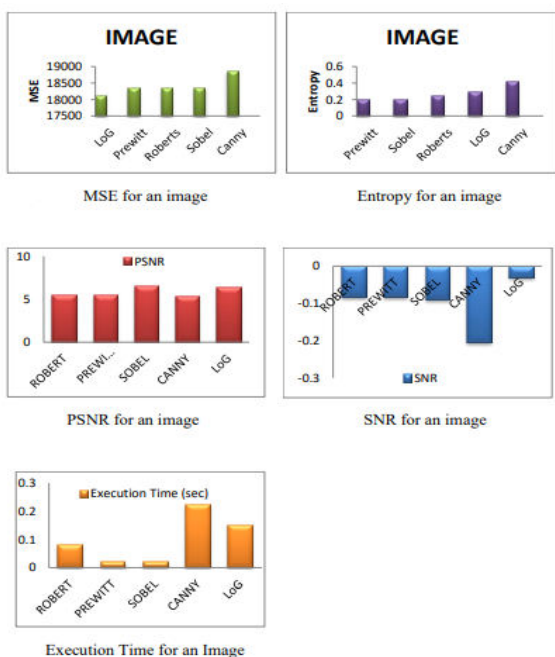 IMAGE
MSE
19000
18500
18000
17500
LoG
Prewitt
Roberts
Sobel
Canny
MSE for an image
IMAGE
Entropy
0.6
0.4
0.2
0
Prewitt
Sobel
Roberts
LoG
Canny
Entropy for an image
10
5
0
PSNR
ROBERT
PREWI...
SOBEL
CANNY
LoG
PSNR for an image
0
-0.1
-0.2
-0.3
ROBERT
PREWITT
SOBEL
CANNY
LoG
SNR
SNR for an image
0.3
0.2
0.1
0
Execution Time (sec)
ROBERT
PREWITT
SOBEL
CANNY
LoG
Execution Time for an Image